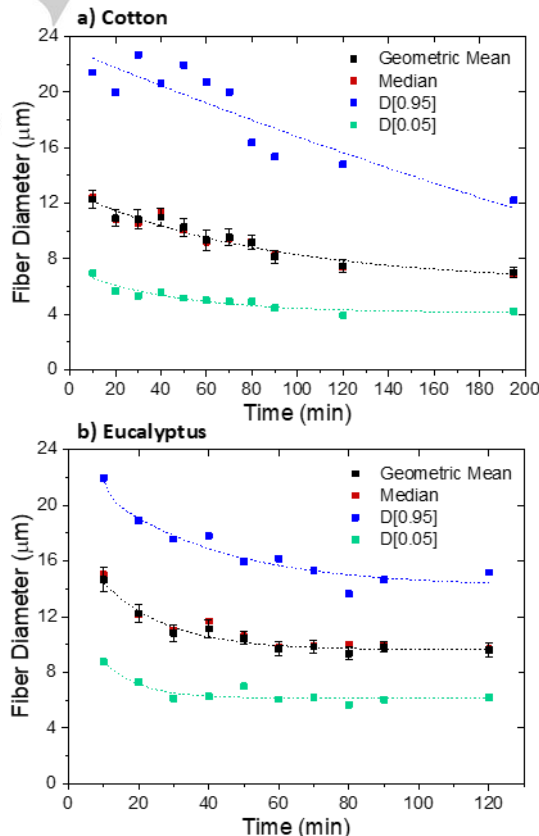 a) Cotton
24
20
16
12
8
4
0
Fiber Diameter (μm)
Geometric Mean
Median
D[0.95]
D[0.05]
0 20 40 60 80 100 120 140 160 180 200
Time (min)
b) Eucalyptus
24
20
16
12
8
4
0
Fiber Diameter (μm)
Geometric Mean
Median
D[0.95]
D[0.05]
0 20 40 60 80 100 120
Time (min)